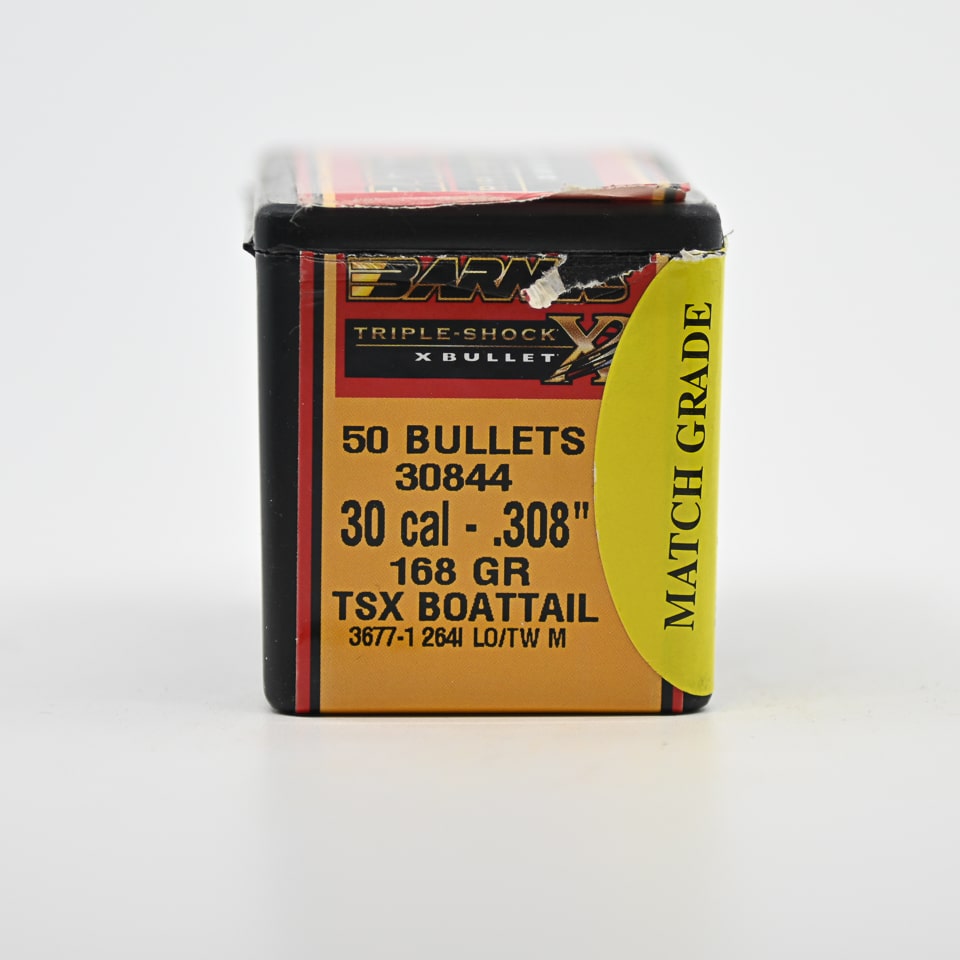 BARNES
TRIPLE-SHOCK
X BULLET
50 BULLETS
30844
30 cal - .308"
168 GR
TSX BOATTAIL
3677-1 264I LO/TW M
MATCH GRADE